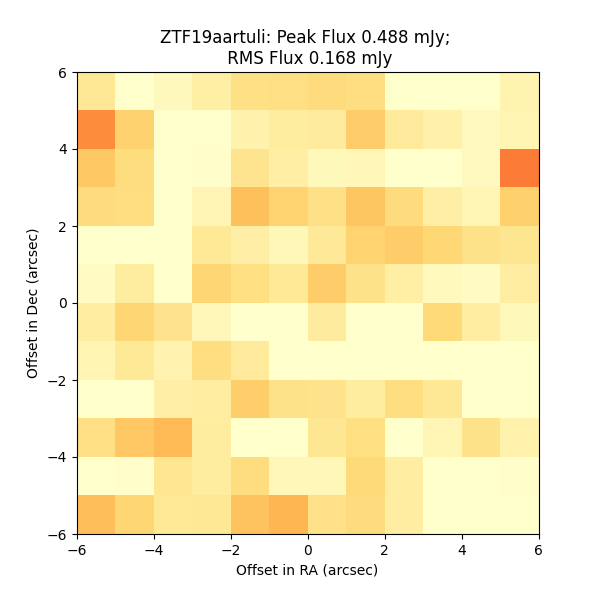 ZTF19aartuli: Peak Flux 0.488 mJy;
RMS Flux 0.168 mJy
6
4
2
0
−2
−4
−6
Offset in Dec (arcsec)
−6 −4 −2 0 2 4 6
Offset in RA (arcsec)